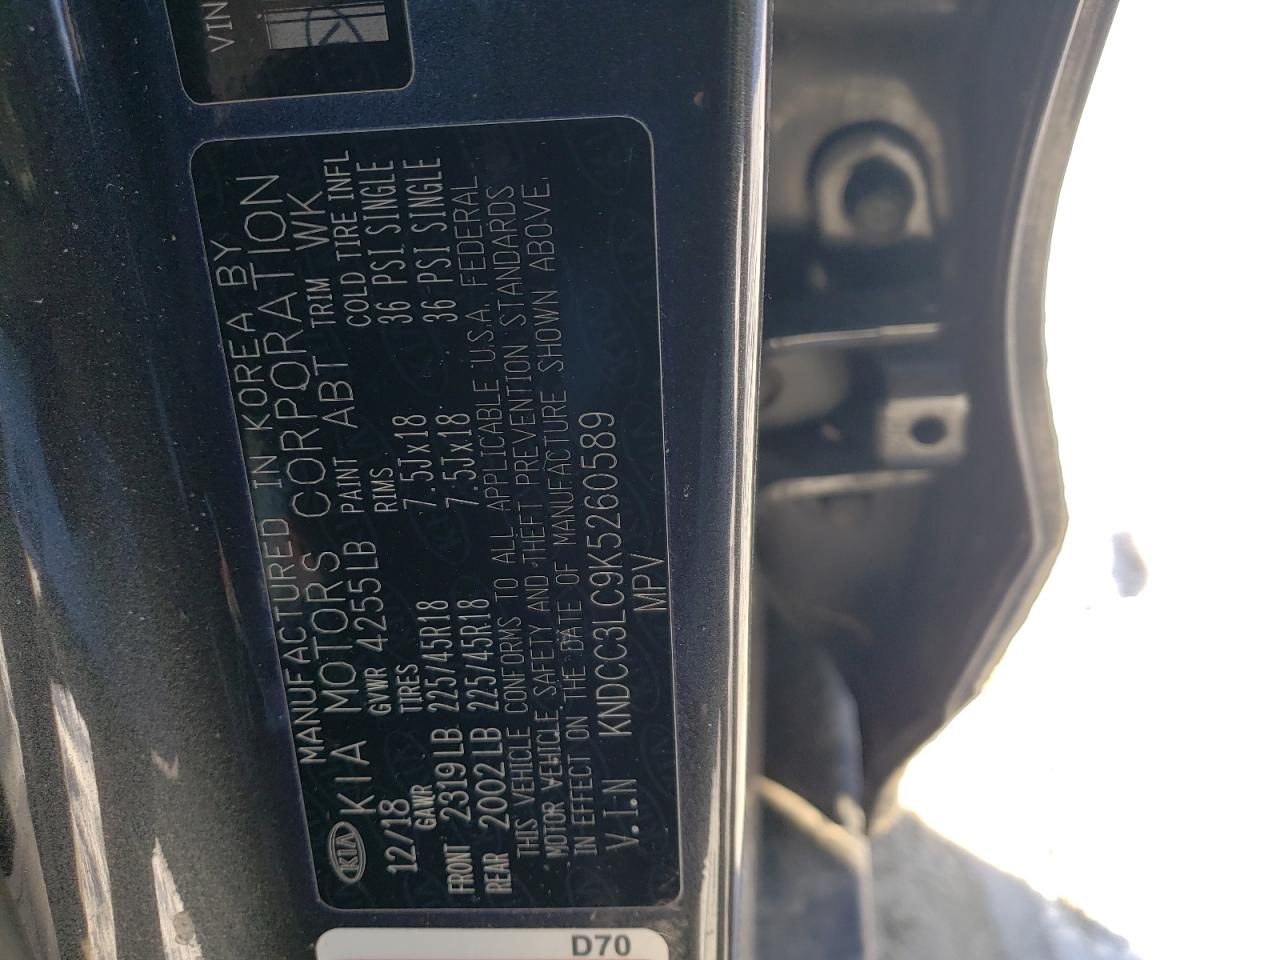 VIN
MANUFACTURED IN KOREA BY
KIA KIA MOTORS CORPORATION
12/18 GVWR 4255LB PAINT ABT TRIM WK
GAWR TIRES RIMS COLD TIRE INFL
FRONT 2319LB 225/45R18 7.5Jx18 36 PSI SINGLE
REAR 2002LB 225/45R18 7.5Jx18 36 PSI SINGLE
THIS VEHICLE CONFORMS TO ALL APPLICABLE U.S.A. FEDERAL
MOTOR VEHICLE SAFETY AND THEFT PREVENTION STANDARDS
IN EFFECT ON THE DATE OF MANUFACTURE SHOWN ABOVE.
V.I.N KNDCC3LC9K5260589
MPV
D70